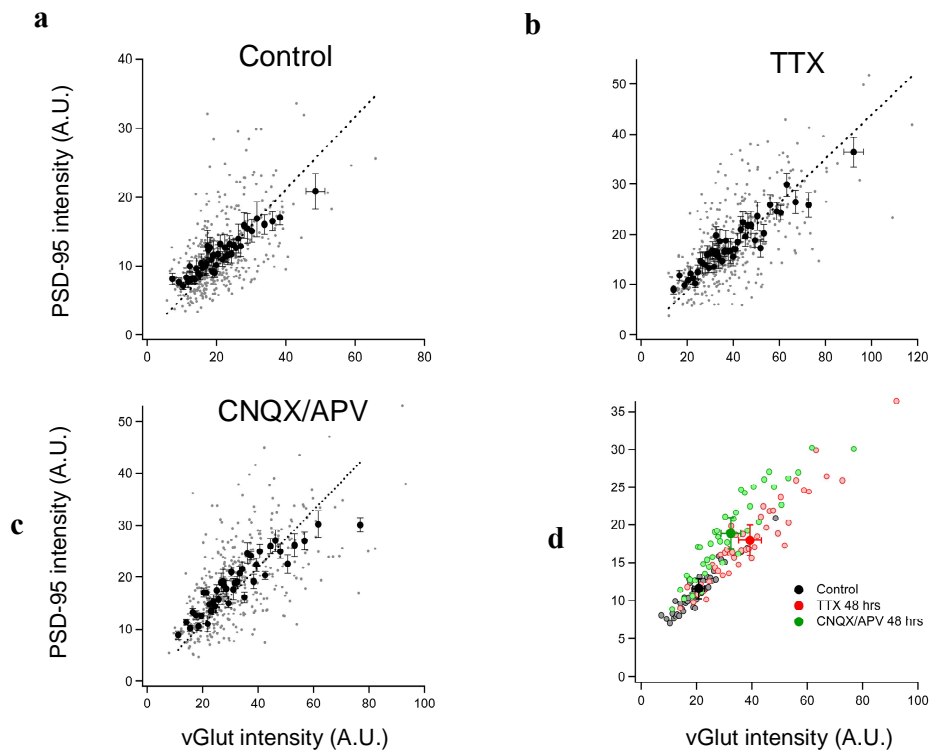 a
Control
PSD-95 intensity (A.U.)
40
30
20
10
0
0 20 40 60 80
b
TTX
50
40
30
20
10
0
0 20 40 60 80 100 120
c
CNQX/APV
PSD-95 intensity (A.U.)
50
40
30
20
10
0
0 20 40 60 80 100
vGlut intensity (A.U.)
d
35
30
25
20
15
10
5
0
Control
TTX 48 hrs
CNQX/APV 48 hrs
0 20 40 60 80 100
vGlut intensity (A.U.)